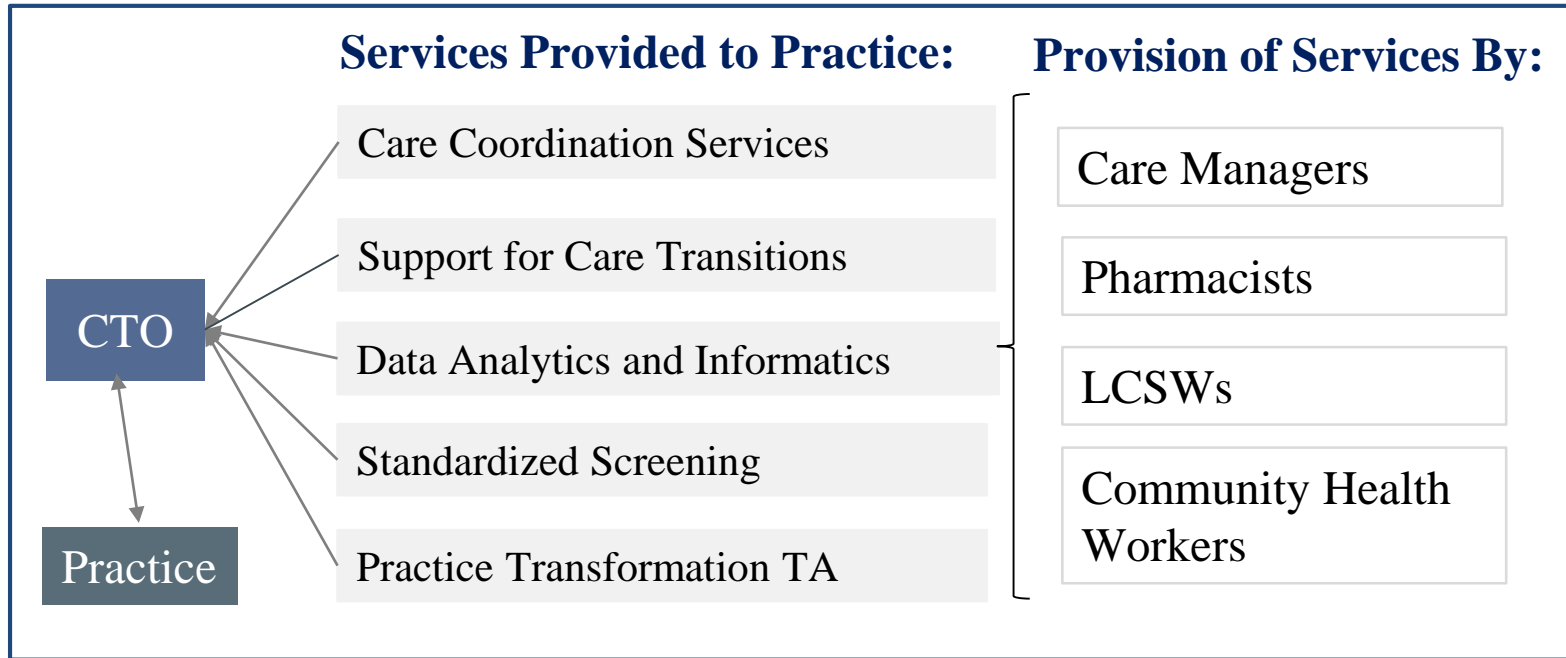 Services Provided to Practice:
Provision of Services By:
Care Coordination Services
Support for Care Transitions
Data Analytics and Informatics
Standardized Screening
Practice Transformation TA
CTO
Practice
Care Managers
Pharmacists
LCSWs
Community Health
Workers